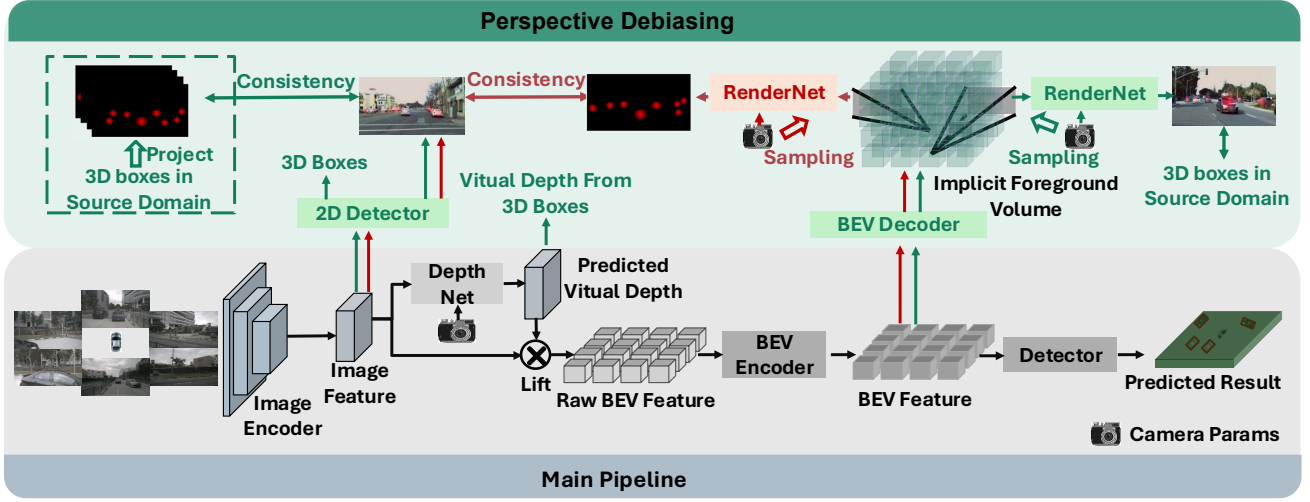 Perspective Debiasing
Consistency
Consistency
RenderNet
RenderNet
Project
3D boxes in
Source Domain
Sampling
Sampling
3D boxes in
Source Domain
3D Boxes
Vitual Depth From
3D Boxes
Implicit Foreground
Volume
2D Detector
BEV Decoder
Depth
Net
Predicted
Vitual Depth
BEV
Encoder
Detector
Image
Feature
Lift
Raw BEV Feature
BEV Feature
Predicted Result
Image
Encoder
Camera Params
Main Pipeline